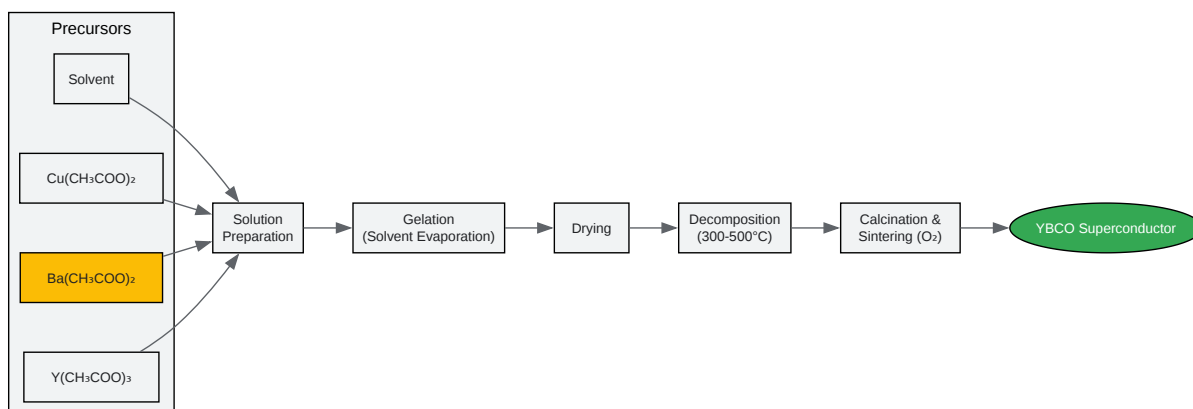 Precursors
Solvent
Cu(CH₃COO)₂
Ba(CH₃COO)₂
Y(CH₃COO)₃
Solution
Preparation
Gelation
(Solvent Evaporation)
Drying
Decomposition
(300-500°C)
Calcination &
Sintering (O₂)
YBCO Superconductor